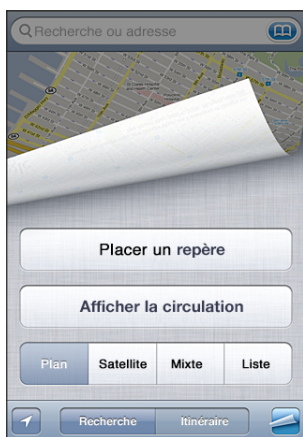 Recherche ou adresse
Placer un repère
Afficher la circulation
Plan Satellite Mixte Liste
Recherche Itinéraire